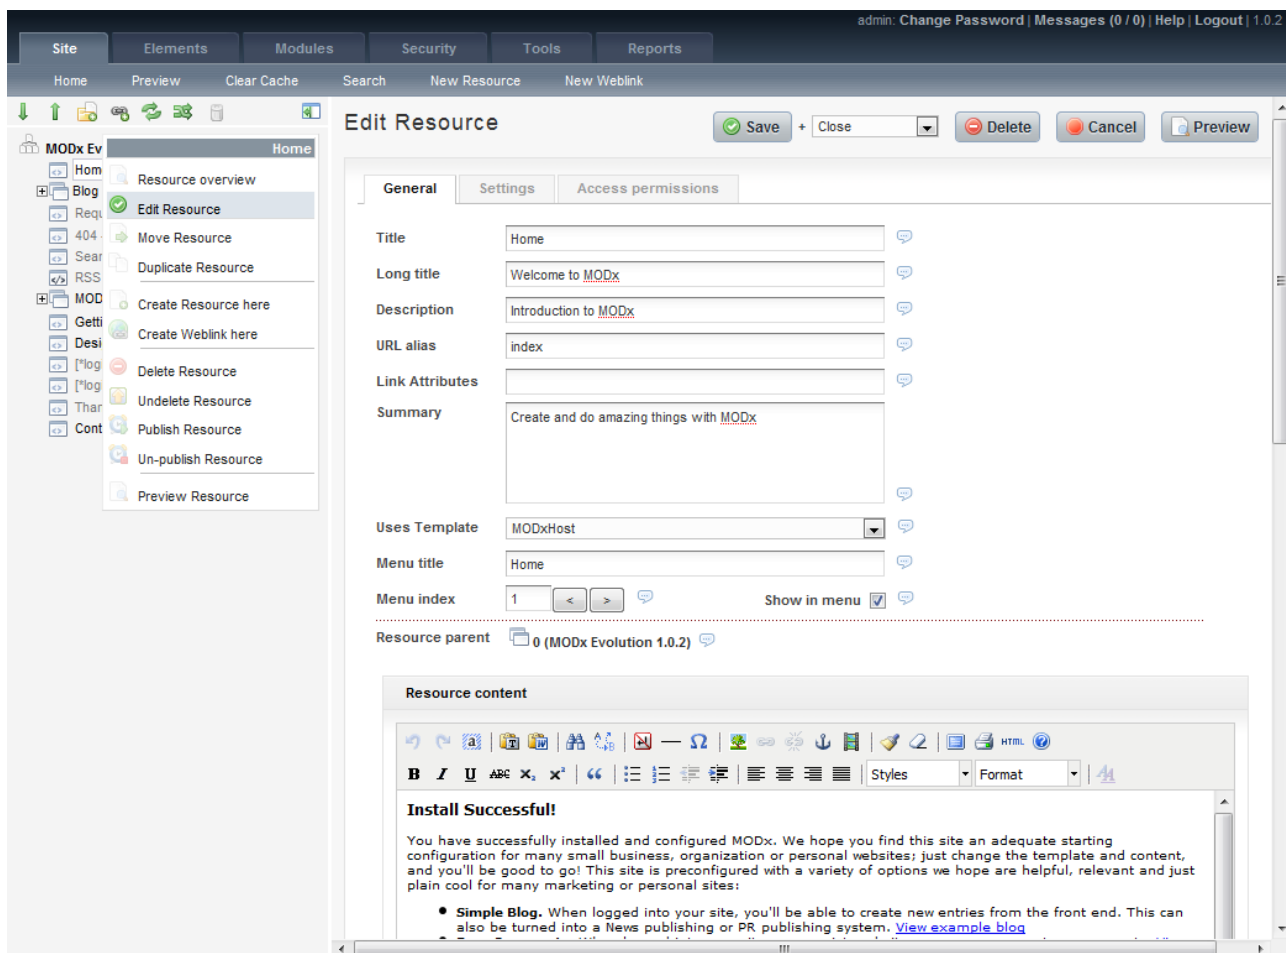 admin: Change Password | Messages (0 / 0) | Help | Logout | 1.0.2
Site Elements Modules Security Tools Reports
Home Preview Clear Cache Search New Resource New Weblink
MODx Ev
Hom
Blog
Requ
404
Sear
RSS
MOD
Getti
Desi
[*log
[*log
Than
Cont
Home
Resource overview
Edit Resource
Move Resource
Duplicate Resource
Create Resource here
Create Weblink here
Delete Resource
Undelete Resource
Publish Resource
Un-publish Resource
Preview Resource
Edit Resource
Save + Close Delete Cancel Preview
General Settings Access permissions
Title Home
Long title Welcome to MODx
Description Introduction to MODx
URL alias index
Link Attributes
Summary Create and do amazing things with MODx
Uses Template MODxHost
Menu title Home
Menu index 1 < > Show in menu
Resource parent 0 (MODx Evolution 1.0.2)
Resource content
HTML
B I U ABC Styles Format
Install Successful!
You have successfully installed and configured MODx. We hope you find this site an adequate starting
configuration for many small business, organization or personal websites; just change the template and content,
and you'll be good to go! This site is preconfigured with a variety of options we hope are helpful, relevant and just
plain cool for many marketing or personal sites:
• Simple Blog. When logged into your site, you'll be able to create new entries from the front end. This can
also be turned into a News publishing or PR publishing system. View example blog